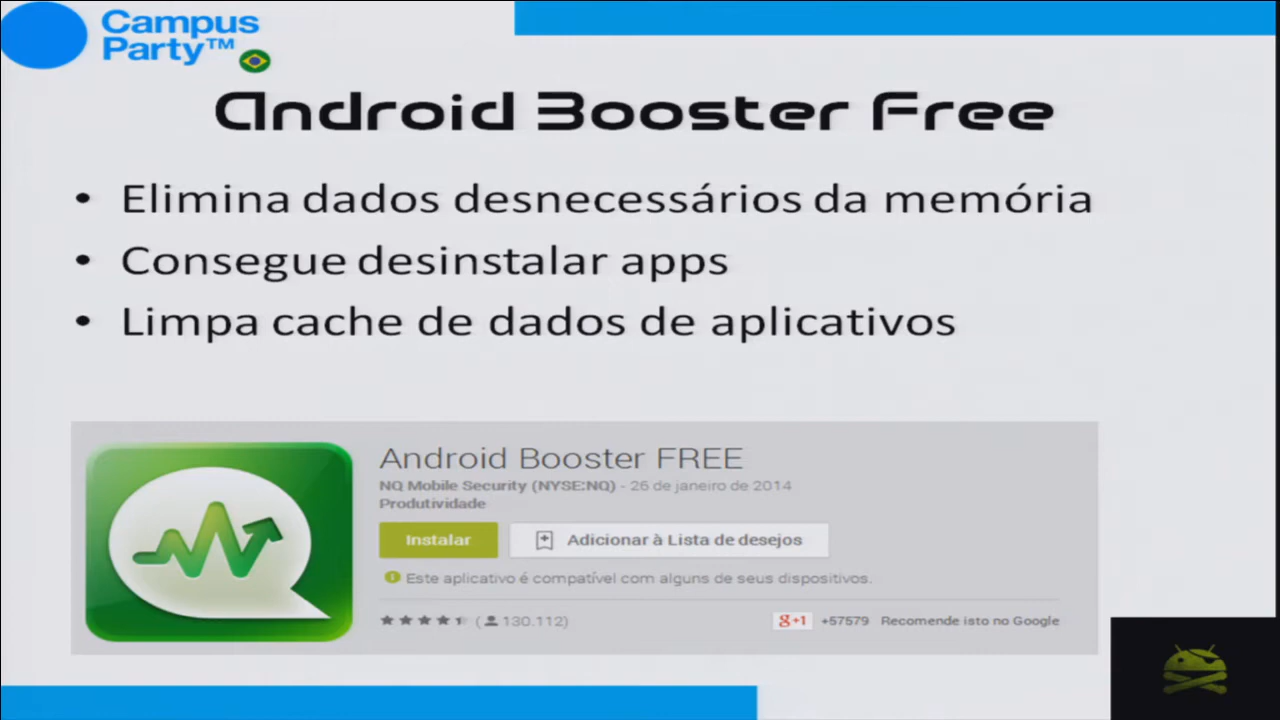 Campus
Party™
Android Booster Free
• Elimina dados desnecessários da memória
• Consegue desinstalar apps
• Limpa cache de dados de aplicativos
Android Booster FREE
NQ Mobile Security (NYSE:NQ) - 26 de janeiro de 2014
Produtividade
Instalar
Adicionar à Lista de desejos
Este aplicativo é compatível com alguns de seus dispositivos.
(130.112)
g+1 +57579 Recomende isto no Google